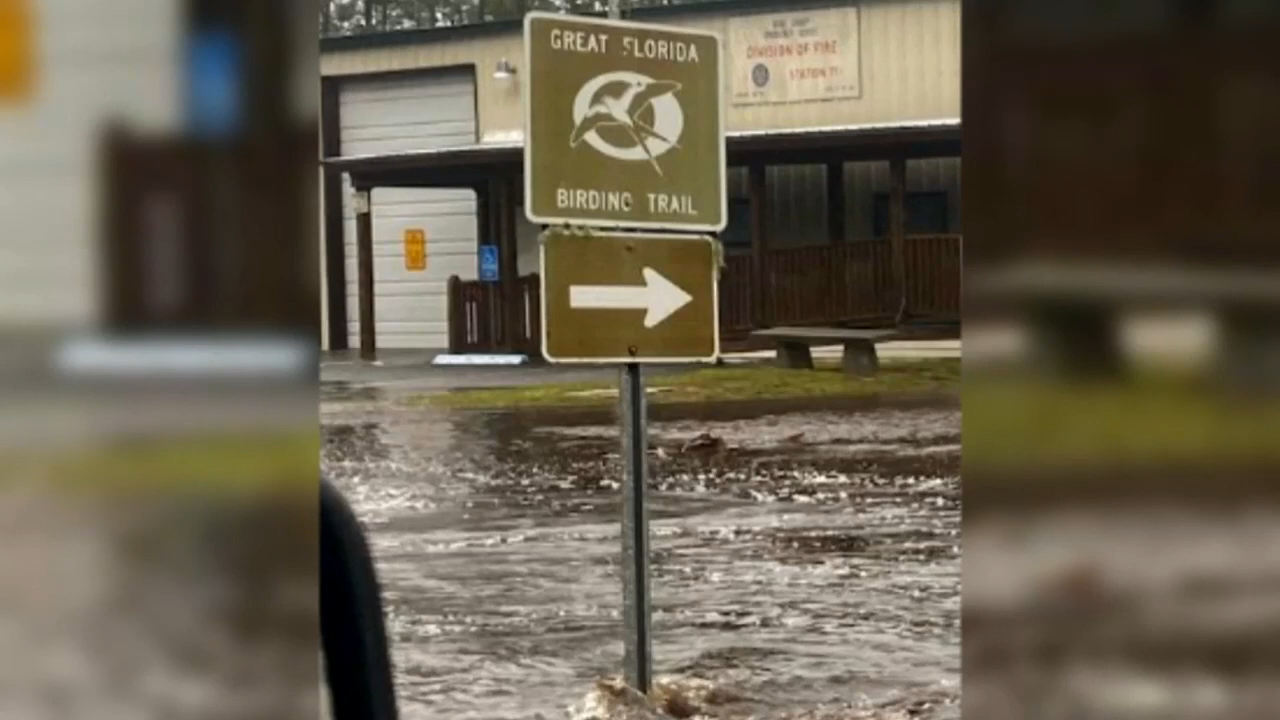 GREAT FLORIDA
BIRDING TRAIL
DIVISION OF FIRE
STATION 71